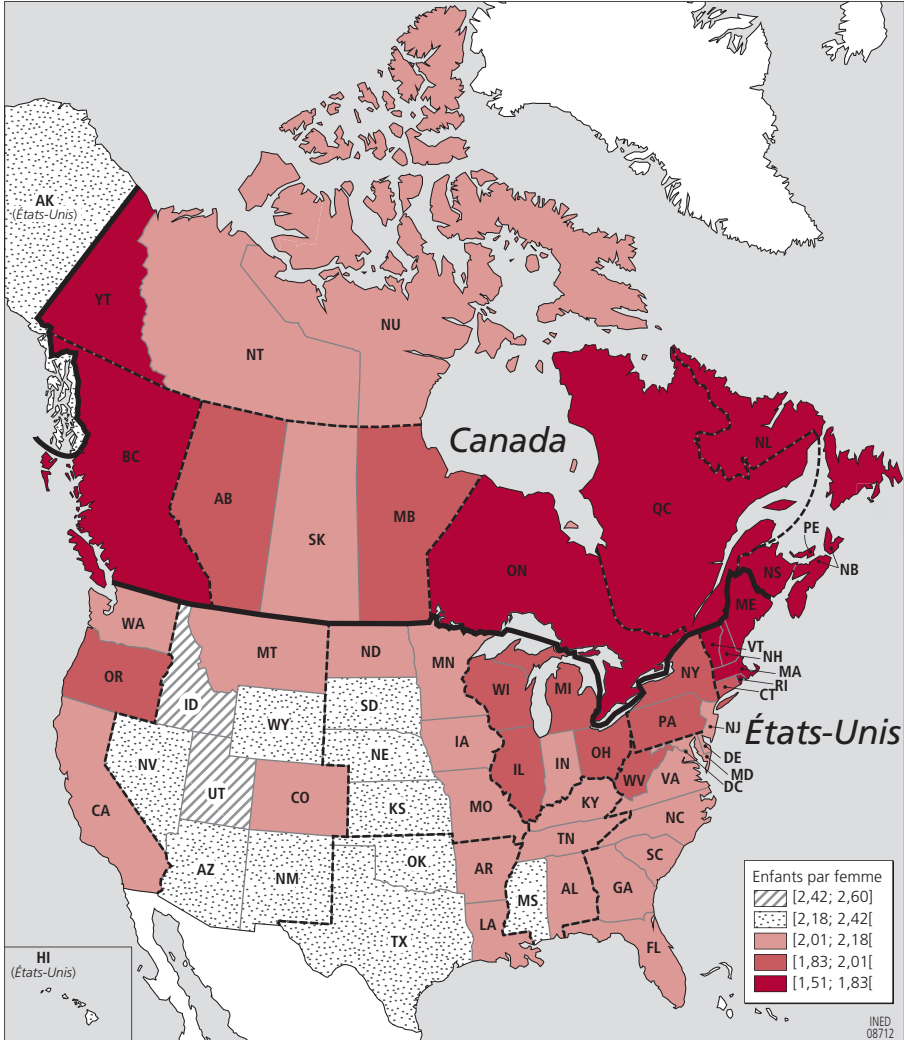 AK
(États-Unis)
YT
NU
NT
Canada
BC
AB
SK
MB
NL
QC
ON
PE
NB
NS
ME
WA
MT
ND
MN
VT
NH
MA
RI
CT
OR
ID
WY
SD
WI
MI
NY
PA
NJ
États-Unis
DE
MD
DC
NV
UT
CO
NE
IA
IL
IN
OH
WV
VA
CA
KS
MO
KY
NC
AZ
NM
OK
AR
TN
SC
TX
LA
MS
AL
GA
FL
HI
(États-Unis)
Enfants par femme
[2,42; 2,60]
[2,18; 2,42[
[2,01; 2,18[
[1,83; 2,01[
[1,51; 1,83[
INED
08712